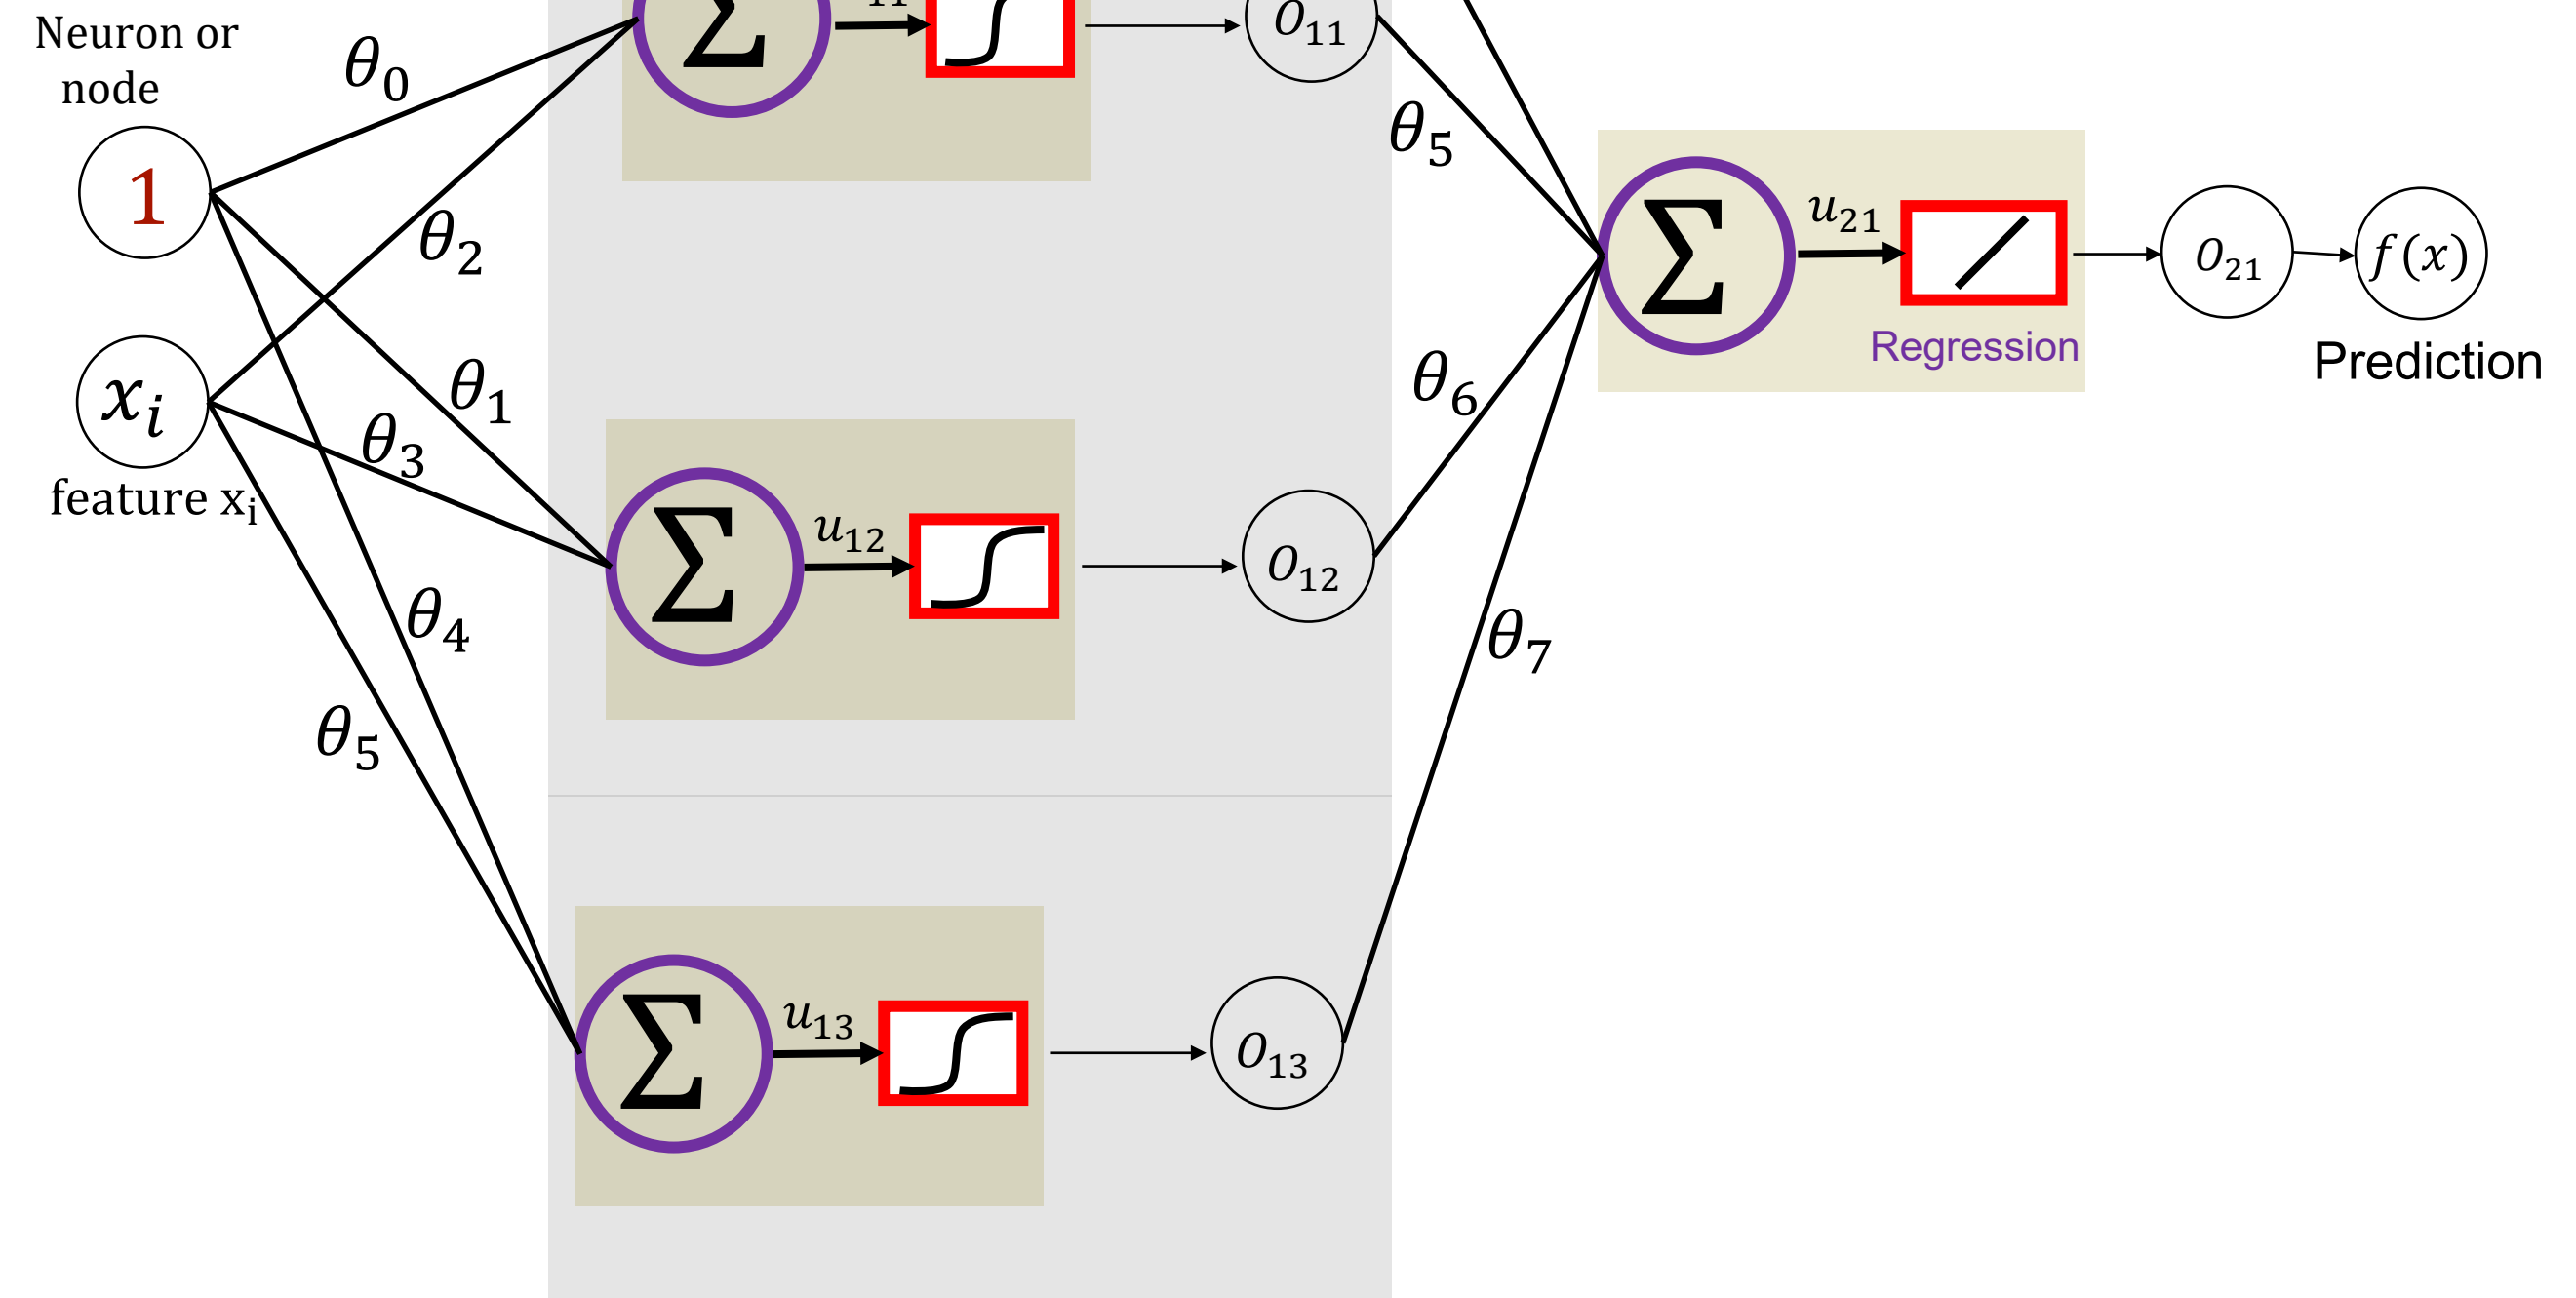 Neuron or
node
θ₀
Σ
O₁₁
1
θ₂
θ₅
Σ
u₂₁
O₂₁
f(x)
Regression
Prediction
xᵢ
feature xᵢ
θ₁
θ₃
θ₆
Σ
u₁₂
O₁₂
θ₄
θ₇
θ₅
Σ
u₁₃
O₁₃